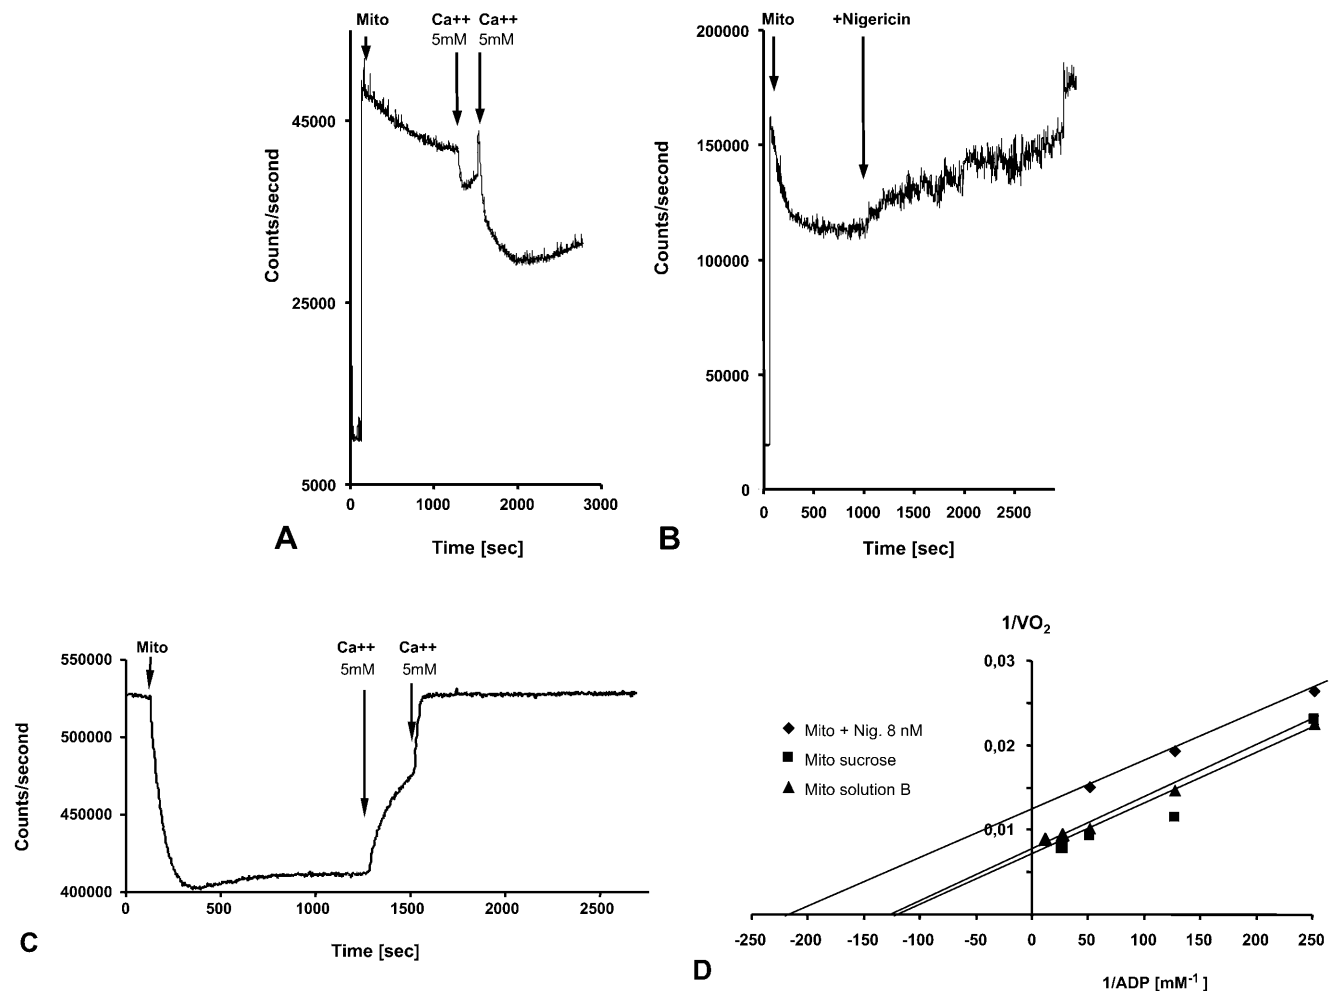 Mito
Ca++ Ca++
5mM 5mM
45000
25000
5000
Counts/second
0 1000 2000 3000
Time [sec]
A
Mito +Nigericin
200000
150000
100000
50000
0
Counts/second
0 500 1000 1500 2000 2500
Time [sec]
B
Mito Ca++ Ca++
5mM 5mM
550000
500000
450000
400000
Counts/second
0 500 1000 1500 2000 2500
Time [sec]
C
1/VO2
0,03
0,02
0,01
Mito + Nig. 8 nM
Mito sucrose
Mito solution B
-250 -200 -150 -100 -50 0 50 100 150 200 250
1/ADP [mM-1 ]
D